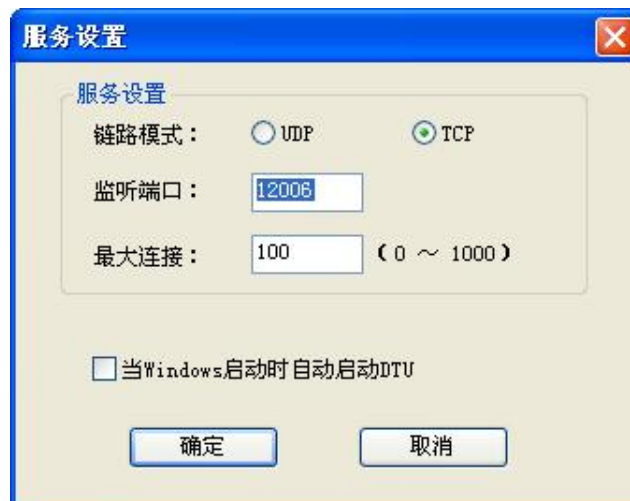 服务设置
服务设置
链路模式： UDP TCP
监听端口： 12006
最大连接： 100 (0 ～ 1000)
当Windows启动时自动启动DTU
确定 取消